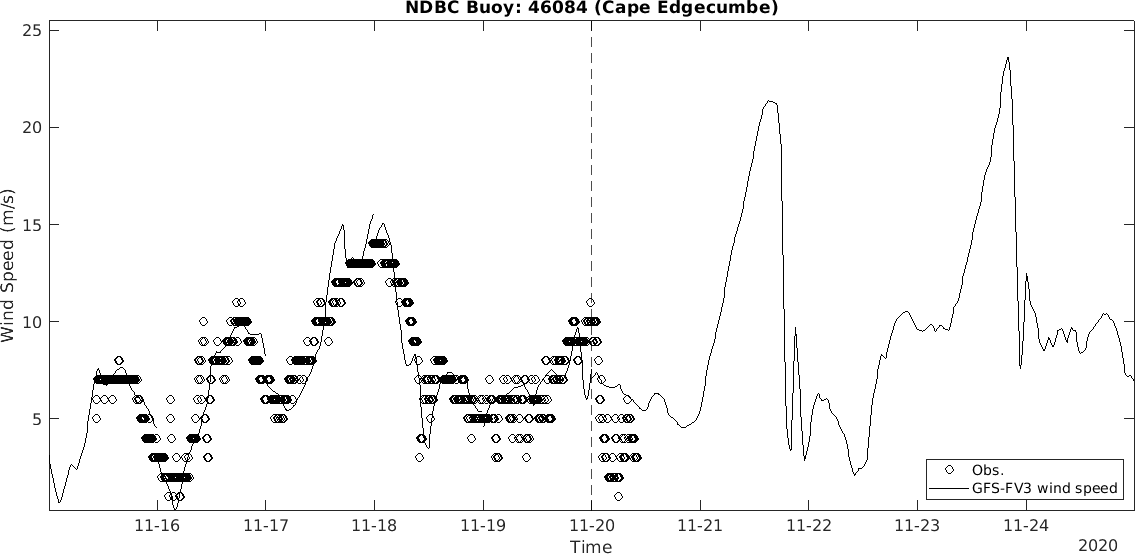 NDBC Buoy: 46084 (Cape Edgecumbe)
25
20
15
10
5
Wind Speed (m/s)
11-16 11-17 11-18 11-19 11-20 11-21 11-22 11-23 11-24
Time
2020
Obs.
GFS-FV3 wind speed